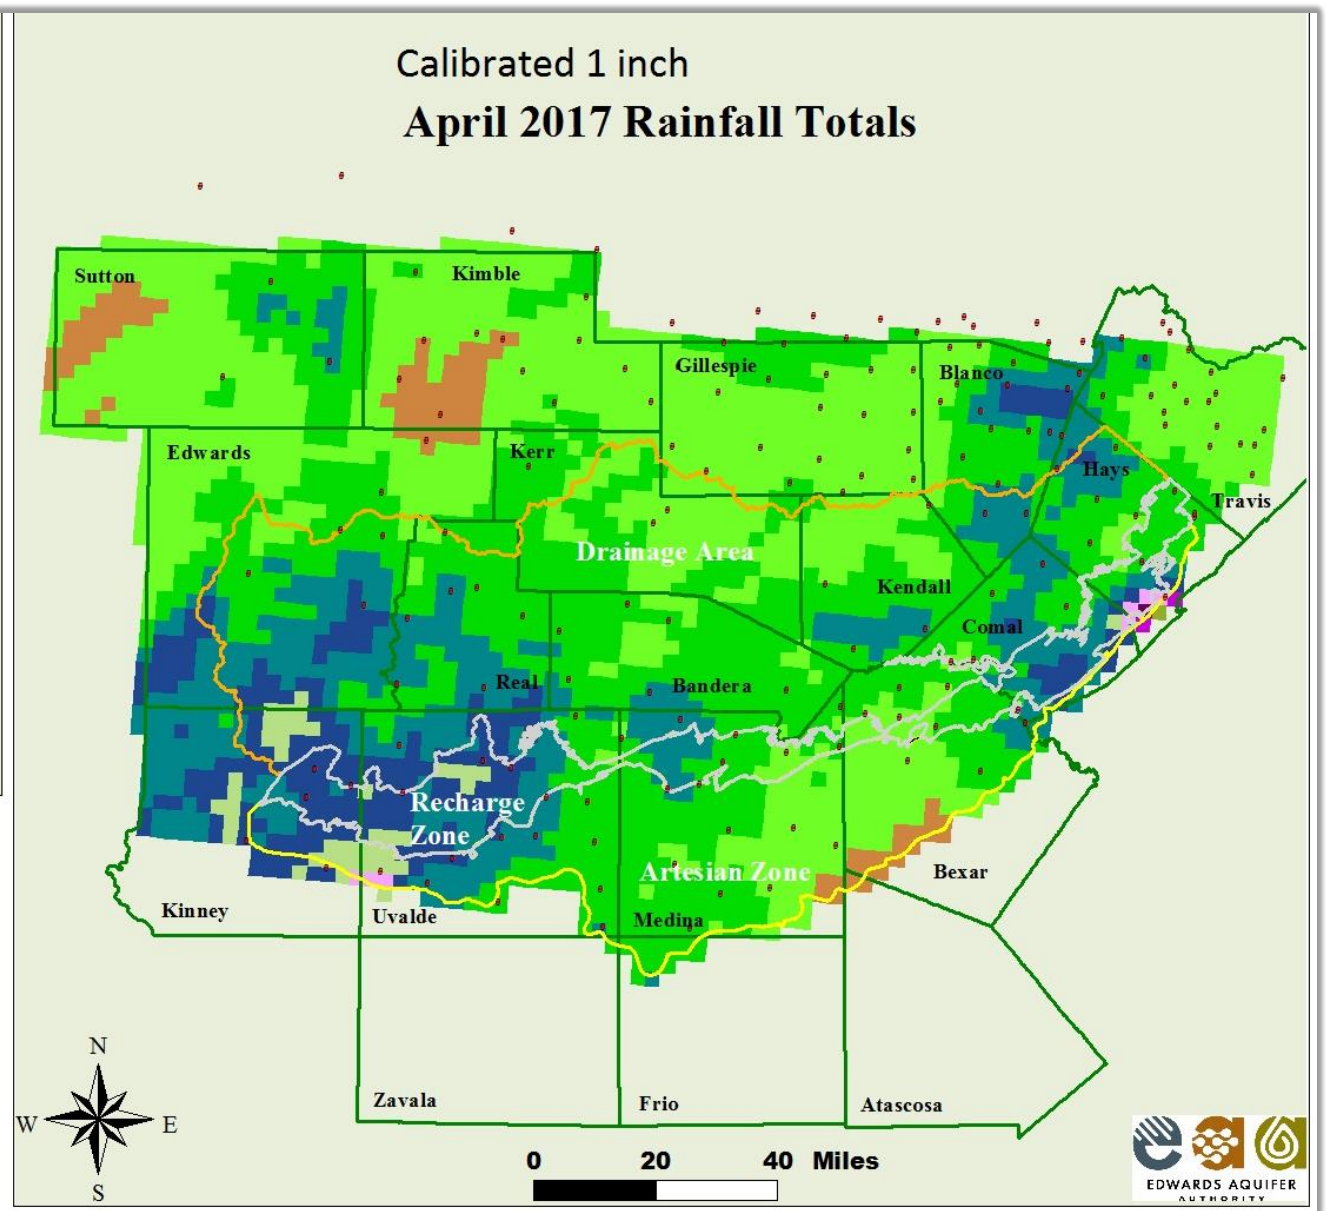 Calibrated 1 inch
April 2017 Rainfall Totals
Sutton
Kimble
Gillespie
Blanco
Edwards
Kerr
Hays
Travis
Drainage Area
Kendall
Comal
Real
Bandera
Recharge
Zone
Artesian Zone
Bexar
Kinney
Uvalde
Medina
N
W
E
S
Zavala
Frio
Atascosa
0 20 40 Miles
eaa
EDWARDS AQUIFER
AUTHORITY